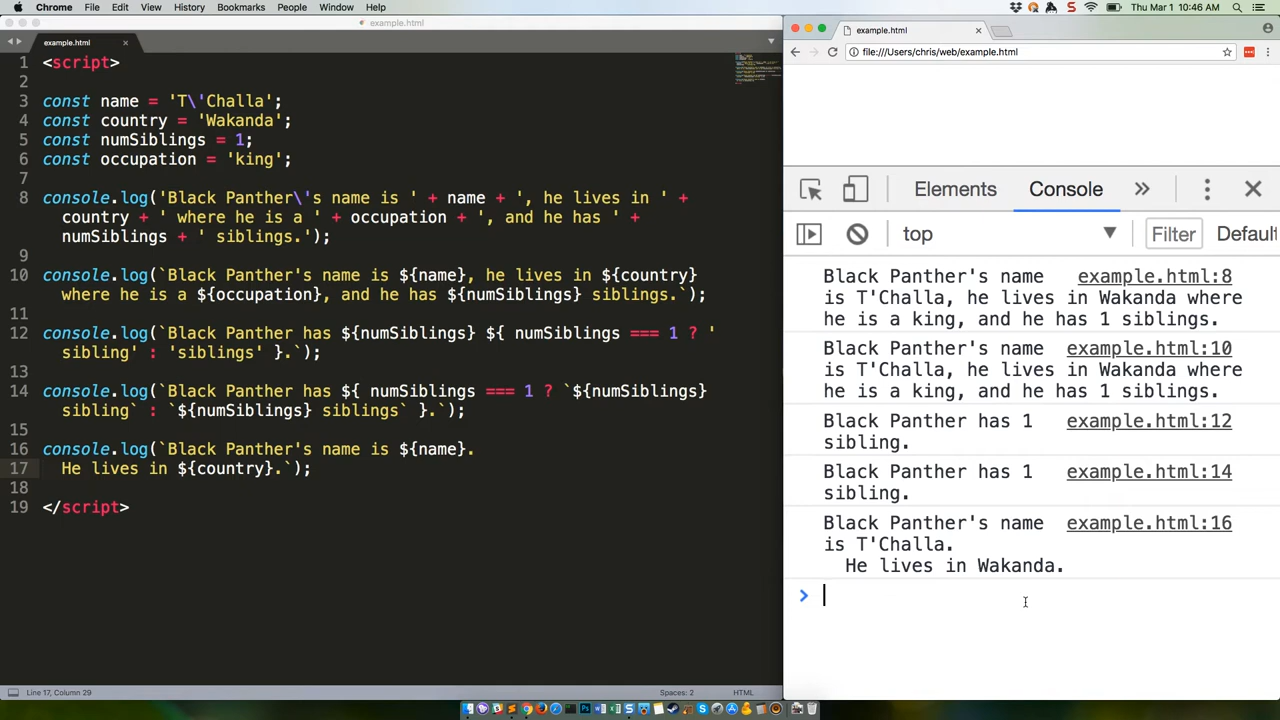 Chrome File Edit View History Bookmarks People Window Help
Thu Mar 1 10:46 AM
example.html
example.html
1 <script>
2
3 const name = 'T\'Challa';
4 const country = 'Wakanda';
5 const numSiblings = 1;
6 const occupation = 'king';
7
8 console.log('Black Panther\'s name is ' + name + ', he lives in ' +
country + ' where he is a ' + occupation + ', and he has ' +
numSiblings + ' siblings.');
9
10 console.log(`Black Panther's name is ${name}, he lives in ${country}
where he is a ${occupation}, and he has ${numSiblings} siblings.`);
11
12 console.log(`Black Panther has ${numSiblings} ${ numSiblings === 1 ? '
sibling' : 'siblings' }.`);
13
14 console.log(`Black Panther has ${ numSiblings === 1 ? `${numSiblings}
sibling` : `${numSiblings} siblings` }.`);
15
16 console.log(`Black Panther's name is ${name}.
17 He lives in ${country}.`);
18
19 </script>
Line 17, Column 29
Spaces: 2
HTML
example.html
file:///Users/chris/web/example.html
Elements Console
top
Filter
Default
Black Panther's name example.html:8
is T'Challa, he lives in Wakanda where
he is a king, and he has 1 siblings.
Black Panther's name example.html:10
is T'Challa, he lives in Wakanda where
he is a king, and he has 1 siblings.
Black Panther has 1 example.html:12
sibling.
Black Panther has 1 example.html:14
sibling.
Black Panther's name example.html:16
is T'Challa.
He lives in Wakanda.